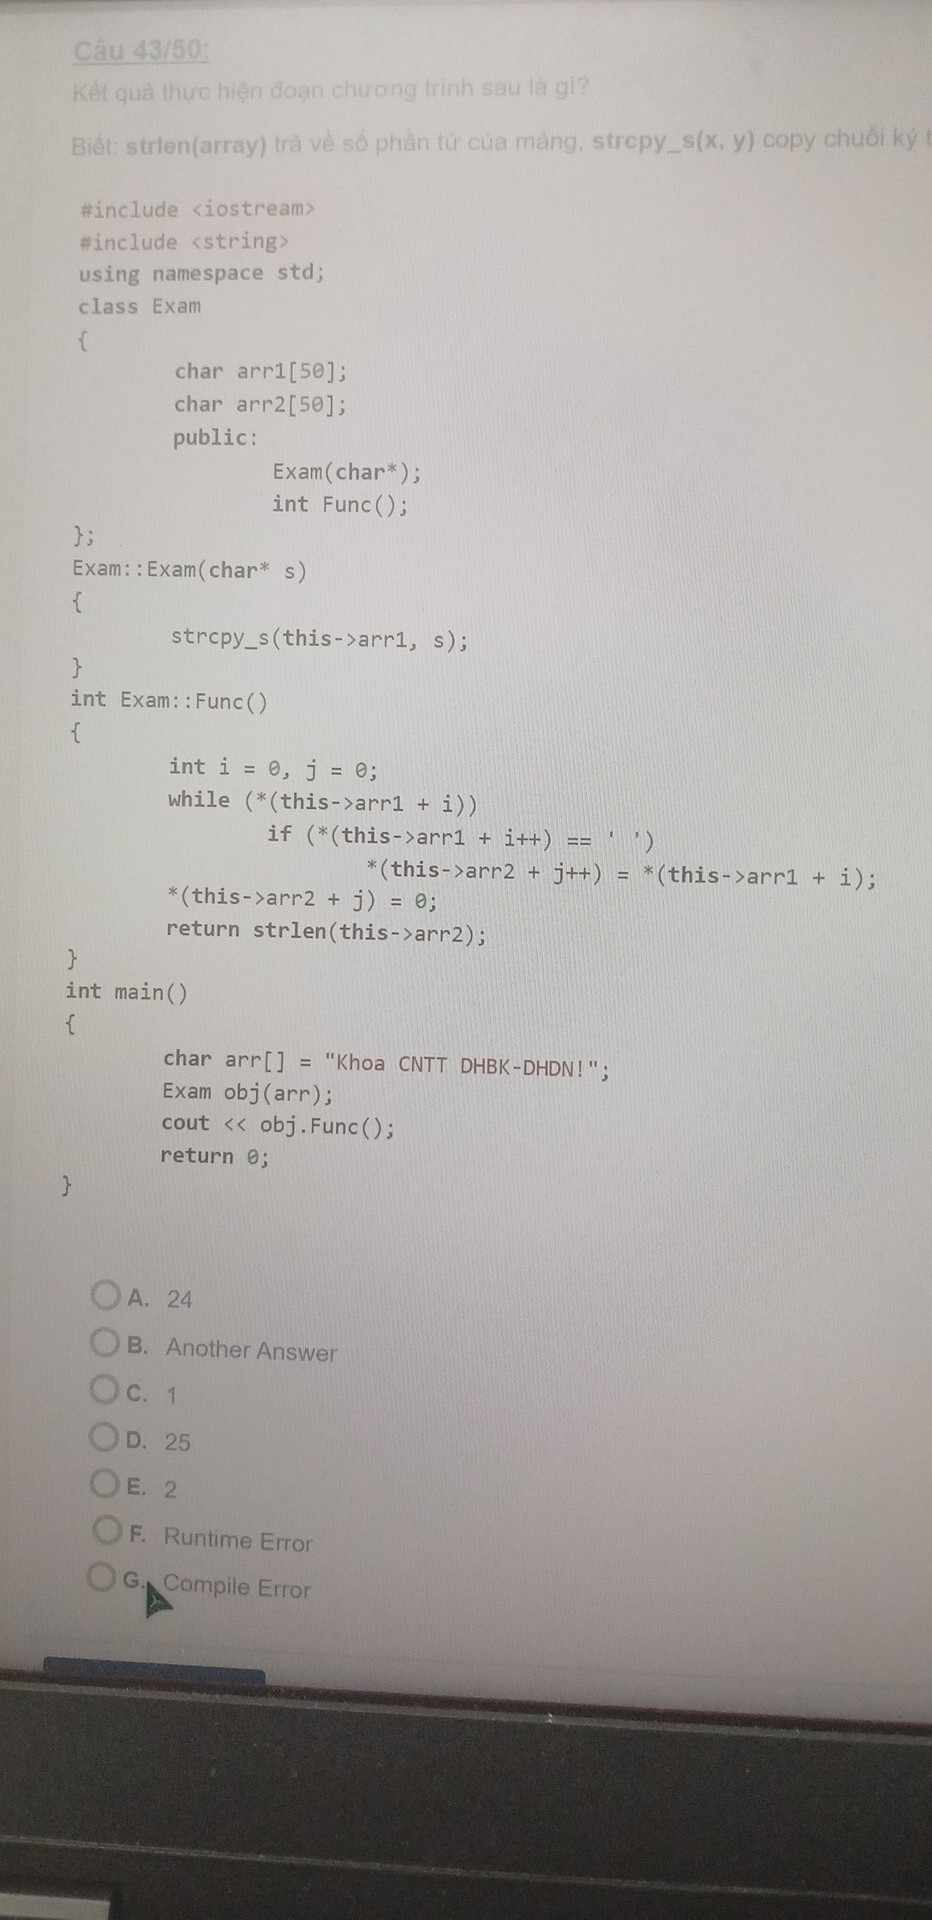 Câu 43/50:
Kết quả thực hiện đoạn chương trình sau là gì?
Biết: strlen(array) trả về số phần tử của mảng, strcpy_s(x, y) copy chuỗi ký
#include <iostream>
#include <string>
using namespace std;
class Exam
{
char arr1[50];
char arr2[50];
public:
Exam(char*);
int Func();
};
Exam::Exam(char* s)
{
strcpy_s(this->arr1, s);
}
int Exam::Func()
{
int i = 0, j = 0;
while (*(this->arr1 + i))
if (*(this->arr1 + i++) == ' ')
*(this->arr2 + j++) = *(this->arr1 + i);
*(this->arr2 + j) = 0;
return strlen(this->arr2);
}
int main()
{
char arr[] = "Khoa CNTT DHBK-DHDN!";
Exam obj(arr);
cout << obj.Func();
return 0;
}
A. 24
B. Another Answer
C. 1
D. 25
E. 2
F. Runtime Error
G. Compile Error